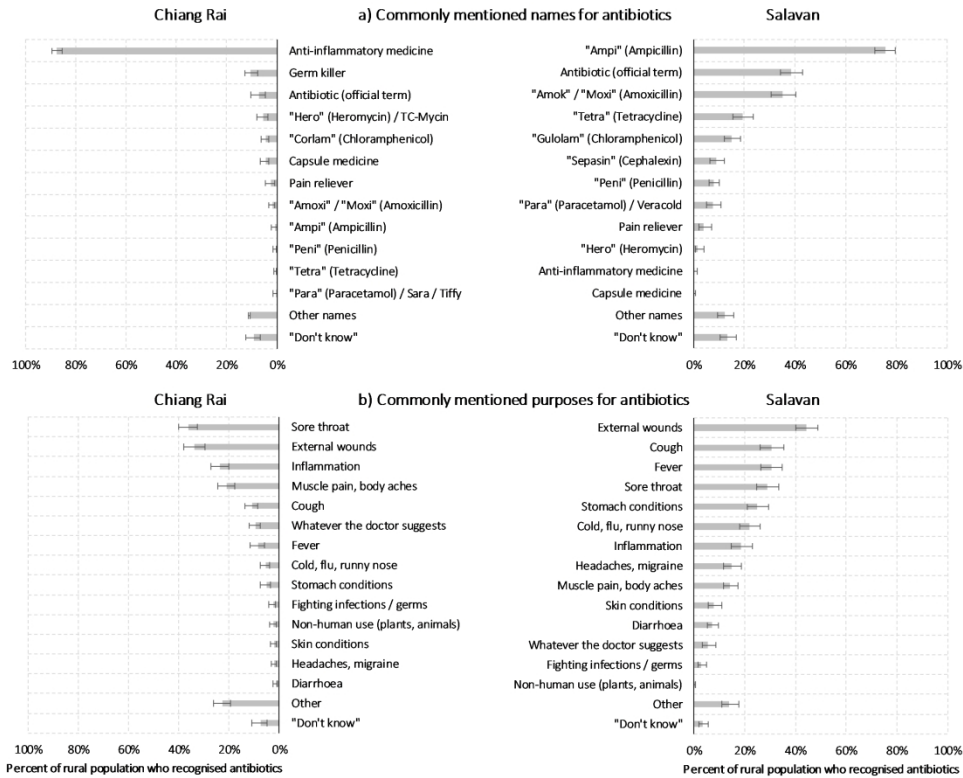 Chiang Rai a) Commonly mentioned names for antibiotics Salavan
Anti-inflammatory medicine "Ampi" (Ampicillin)
Germ killer Antibiotic (official term)
Antibiotic (official term) "Amok" / "Moxi" (Amoxicillin)
"Hero" (Heromycin) / TC-Mycin "Tetra" (Tetracycline)
"Corlam" (Chloramphenicol) "Gulolam" (Chloramphenicol)
Capsule medicine "Sepasin" (Cephalexin)
Pain reliever "Peni" (Penicillin)
"Amoxi" / "Moxi" (Amoxicillin) "Para" (Paracetamol) / Veracold
"Ampi" (Ampicillin) Pain reliever
"Peni" (Penicillin) "Hero" (Heromycin)
"Tetra" (Tetracycline) Anti-inflammatory medicine
"Para" (Paracetamol) / Sara / Tiffy Capsule medicine
Other names Other names
"Don't know" "Don't know"
100% 80% 60% 40% 20% 0% 0% 20% 40% 60% 80% 100%
Chiang Rai b) Commonly mentioned purposes for antibiotics Salavan
Sore throat External wounds
External wounds Cough
Inflammation Fever
Muscle pain, body aches Sore throat
Cough Stomach conditions
Whatever the doctor suggests Cold, flu, runny nose
Fever Inflammation
Cold, flu, runny nose Headaches, migraine
Stomach conditions Muscle pain, body aches
Fighting infections / germs Skin conditions
Non-human use (plants, animals) Diarrhoea
Skin conditions Whatever the doctor suggests
Headaches, migraine Fighting infections / germs
Diarrhoea Non-human use (plants, animals)
Other Other
"Don't know" "Don't know"
100% 80% 60% 40% 20% 0% 0% 20% 40% 60% 80% 100%
Percent of rural population who recognised antibiotics Percent of rural population who recognised antibiotics